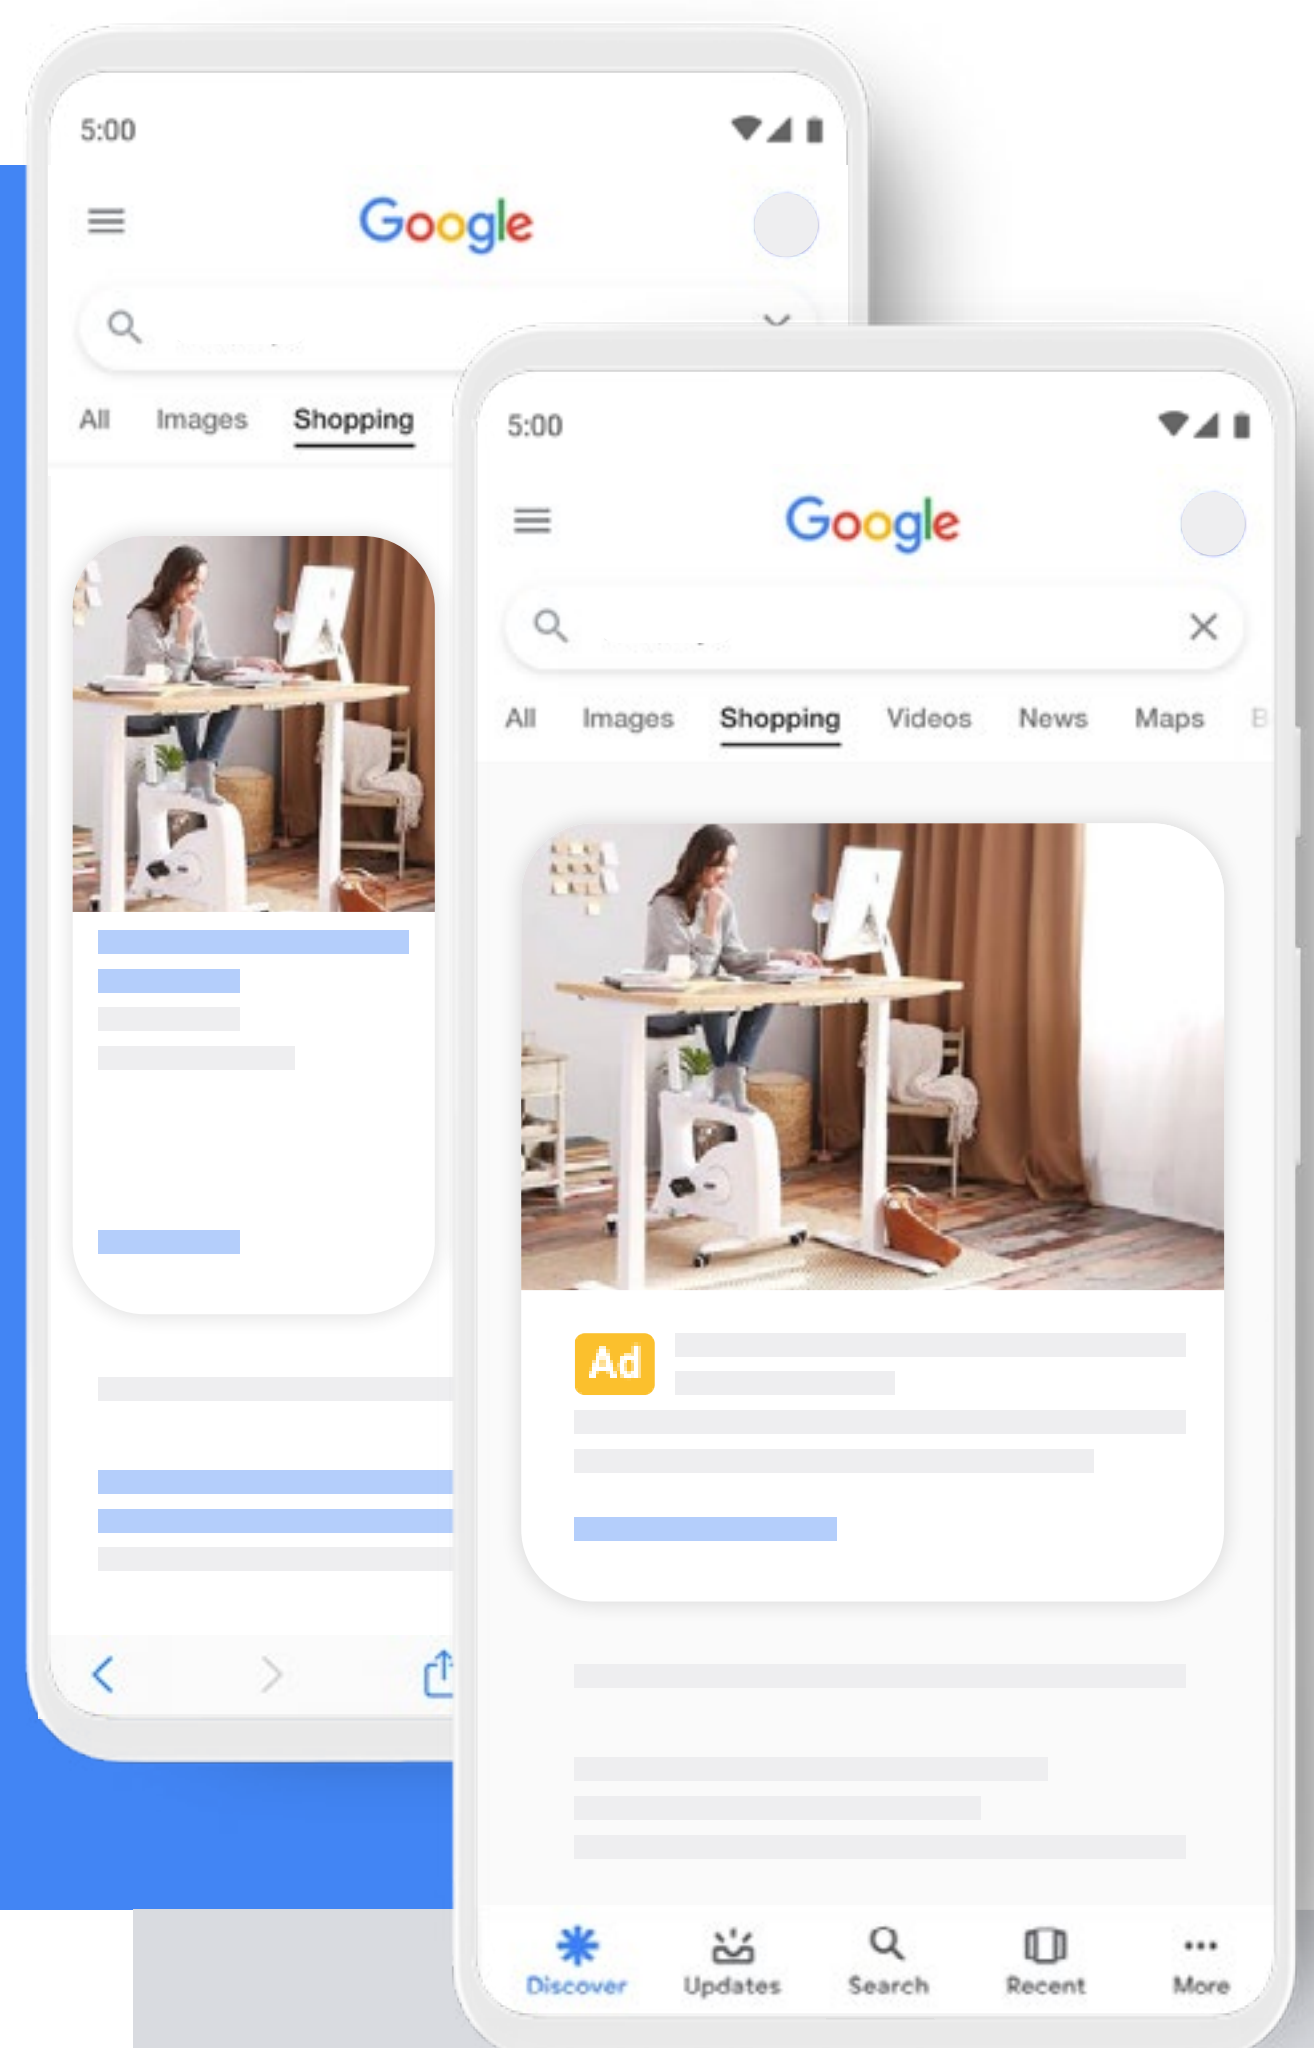 5:00
Google
All Images Shopping
5:00
Google
All Images Shopping Videos News Maps B
Ad
Discover Updates Search Recent More